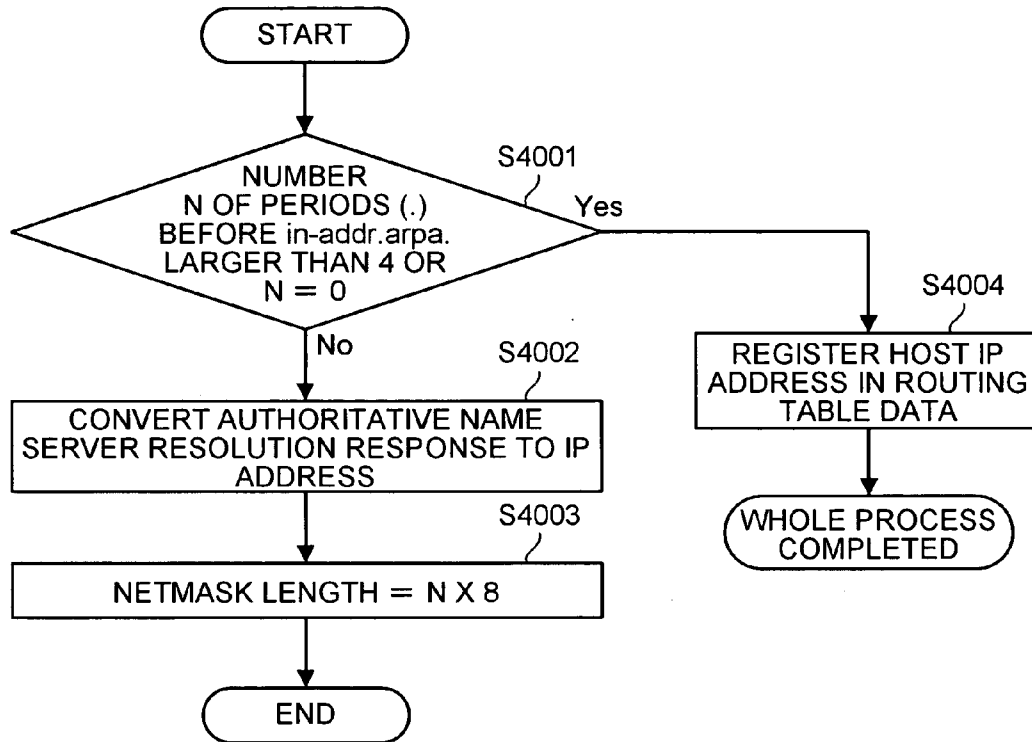 START
S4001
NUMBER
N OF PERIODS (.)
BEFORE in-addr.arpa.
LARGER THAN 4 OR
N = 0
Yes
No
S4002
CONVERT AUTHORITATIVE NAME
SERVER RESOLUTION RESPONSE TO IP
ADDRESS
S4003
NETMASK LENGTH = N X 8
END
S4004
REGISTER HOST IP
ADDRESS IN ROUTING
TABLE DATA
WHOLE PROCESS
COMPLETED